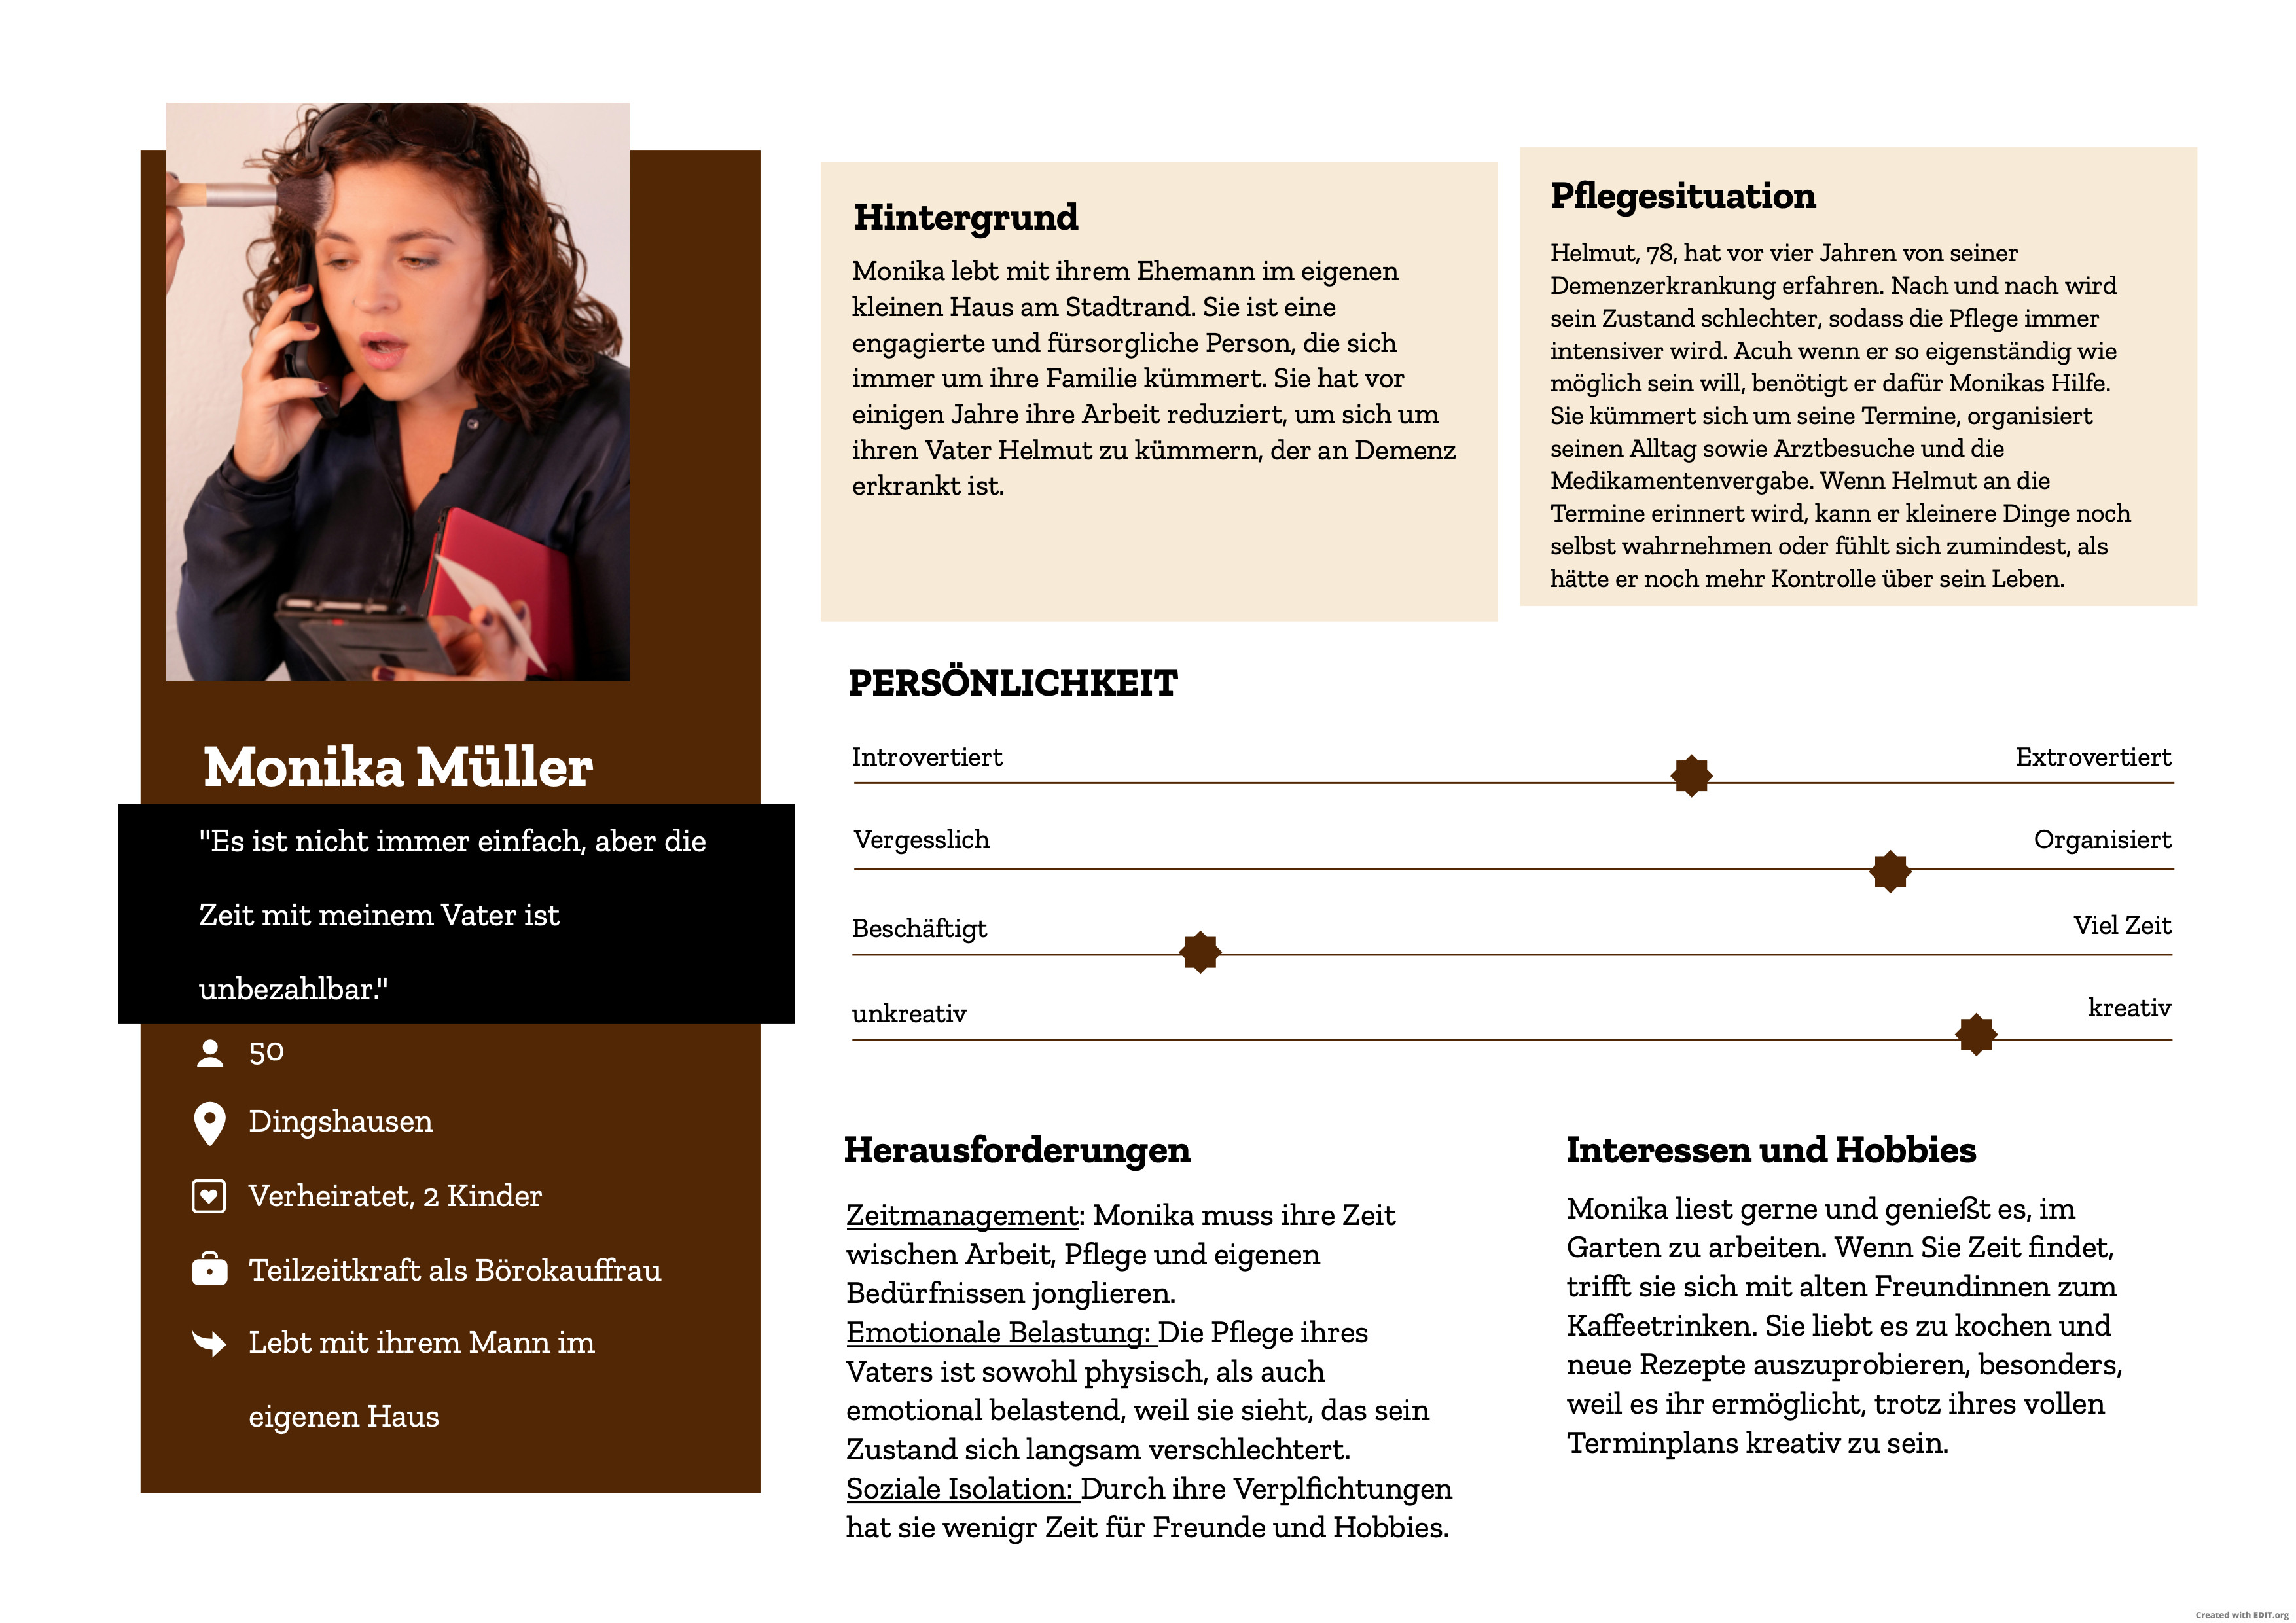 Monika Müller
"Es ist nicht immer einfach, aber die
Zeit mit meinem Vater ist
unbezahlbar."
50
Dingshausen
Verheiratet, 2 Kinder
Teilzeitkraft als Börokauffrau
Lebt mit ihrem Mann im
eigenen Haus
Hintergrund
Monika lebt mit ihrem Ehemann im eigenen
kleinen Haus am Stadtrand. Sie ist eine
engagierte und fürsorgliche Person, die sich
immer um ihre Familie kümmert. Sie hat vor
einigen Jahre ihre Arbeit reduziert, um sich um
ihren Vater Helmut zu kümmern, der an Demenz
erkrankt ist.
Pflegesituation
Helmut, 78, hat vor vier Jahren von seiner
Demenzerkrankung erfahren. Nach und nach wird
sein Zustand schlechter, sodass die Pflege immer
intensiver wird. Acuh wenn er so eigenständig wie
möglich sein will, benötigt er dafür Monikas Hilfe.
Sie kümmert sich um seine Termine, organisiert
seinen Alltag sowie Arztbesuche und die
Medikamentenvergabe. Wenn Helmut an die
Termine erinnert wird, kann er kleinere Dinge noch
selbst wahrnehmen oder fühlt sich zumindest, als
hätte er noch mehr Kontrolle über sein Leben.
PERSÖNLICHKEIT
Introvertiert Extrovertiert
Vergesslich Organisiert
Beschäftigt Viel Zeit
unkreativ kreativ
Herausforderungen
Zeitmanagement: Monika muss ihre Zeit
wischen Arbeit, Pflege und eigenen
Bedürfnissen jonglieren.
Emotionale Belastung: Die Pflege ihres
Vaters ist sowohl physisch, als auch
emotional belastend, weil sie sieht, das sein
Zustand sich langsam verschlechtert.
Soziale Isolation: Durch ihre Verplfichtungen
hat sie wenigr Zeit für Freunde und Hobbies.
Interessen und Hobbies
Monika liest gerne und genießt es, im
Garten zu arbeiten. Wenn Sie Zeit findet,
trifft sie sich mit alten Freundinnen zum
Kaffeetrinken. Sie liebt es zu kochen und
neue Rezepte auszuprobieren, besonders,
weil es ihr ermöglicht, trotz ihres vollen
Terminplans kreativ zu sein.
Created with EDIT.org